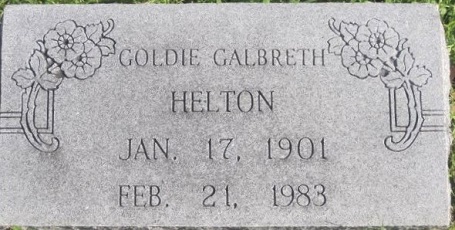 GOLDIE GALBRETH
HELTON
JAN. 17, 1901
FEB. 21, 1983